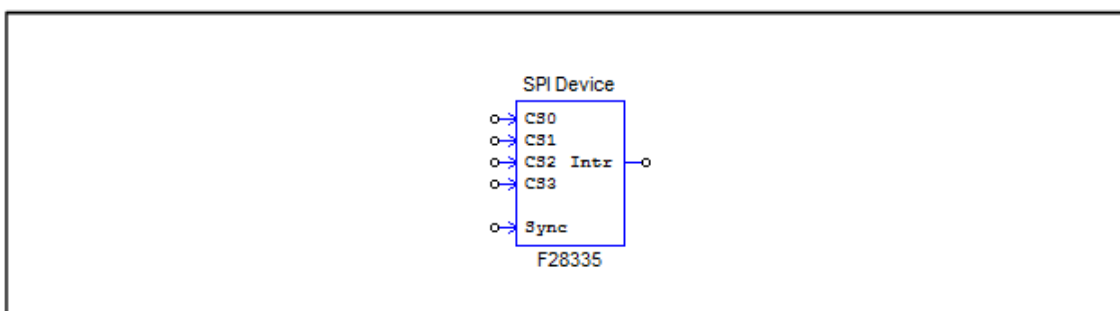 SPI Device
CS0
CS1
CS2 Intr
CS3
Sync
F28335